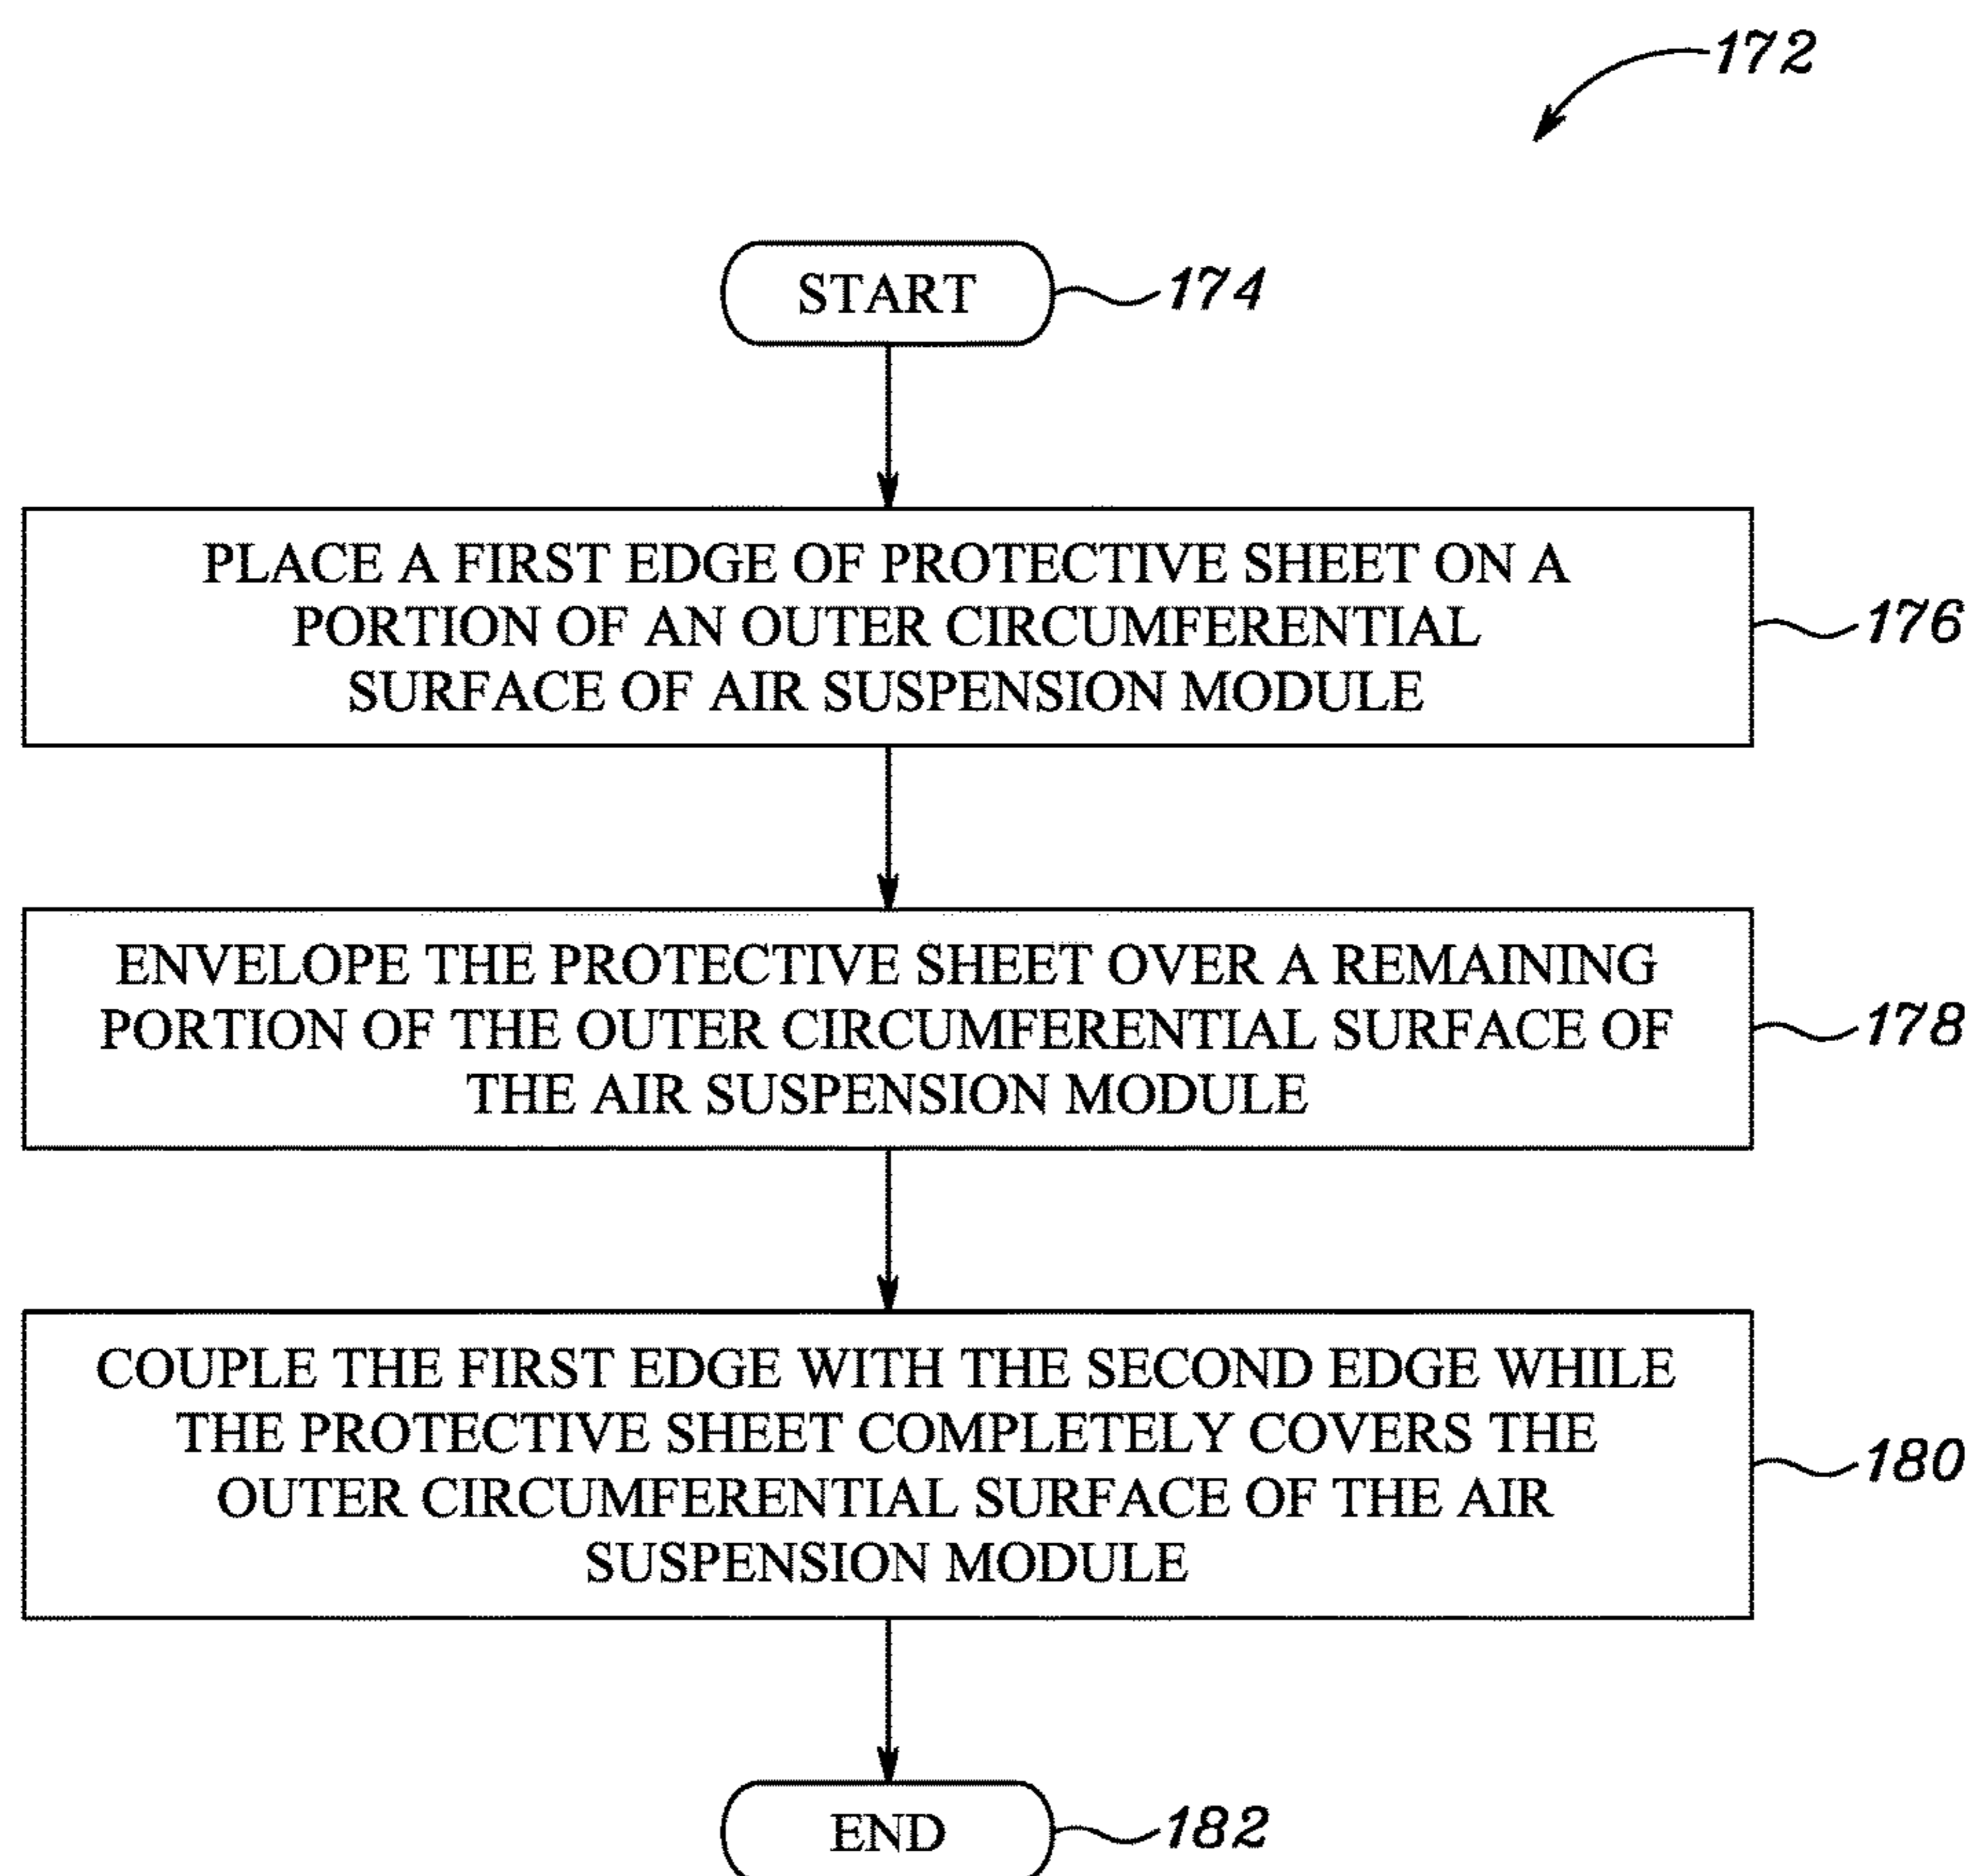 172
START
174
PLACE A FIRST EDGE OF PROTECTIVE SHEET ON A
PORTION OF AN OUTER CIRCUMFERENTIAL
SURFACE OF AIR SUSPENSION MODULE
176
ENVELOPE THE PROTECTIVE SHEET OVER A REMAINING
PORTION OF THE OUTER CIRCUMFERENTIAL SURFACE OF
THE AIR SUSPENSION MODULE
178
COUPLE THE FIRST EDGE WITH THE SECOND EDGE WHILE
THE PROTECTIVE SHEET COMPLETELY COVERS THE
OUTER CIRCUMFERENTIAL SURFACE OF THE AIR
SUSPENSION MODULE
180
END
182